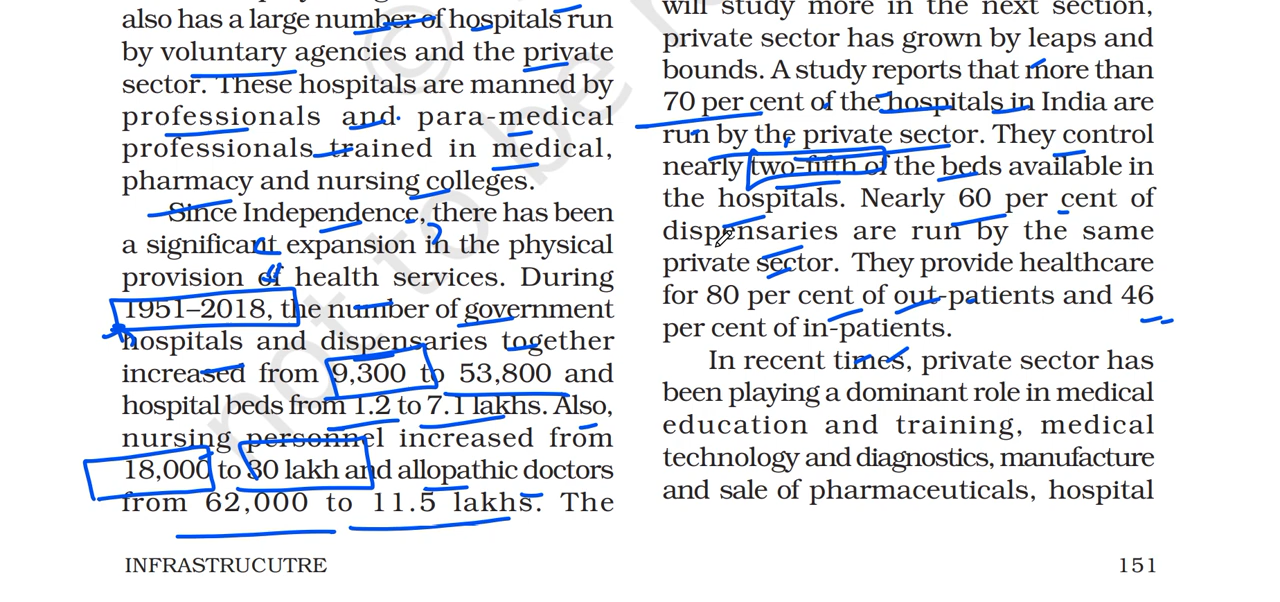 also has a large number of hospitals run
by voluntary agencies and the private
sector. These hospitals are manned by
professionals and para-medical
professionals trained in medical,
pharmacy and nursing colleges.
Since Independence, there has been
a significant expansion in the physical
provision of health services. During
1951–2018, the number of government
hospitals and dispensaries together
increased from 9,300 to 53,800 and
hospital beds from 1.2 to 7.1 lakhs. Also,
nursing personnel increased from
18,000 to 30 lakh and allopathic doctors
from 62,000 to 11.5 lakhs. The
will study more in the next section,
private sector has grown by leaps and
bounds. A study reports that more than
70 per cent of the hospitals in India are
run by the private sector. They control
nearly two-fifth of the beds available in
the hospitals. Nearly 60 per cent of
dispensaries are run by the same
private sector. They provide healthcare
for 80 per cent of out-patients and 46
per cent of in-patients.
In recent times, private sector has
been playing a dominant role in medical
education and training, medical
technology and diagnostics, manufacture
and sale of pharmaceuticals, hospital
INFRASTRUCUTRE
151
not to be